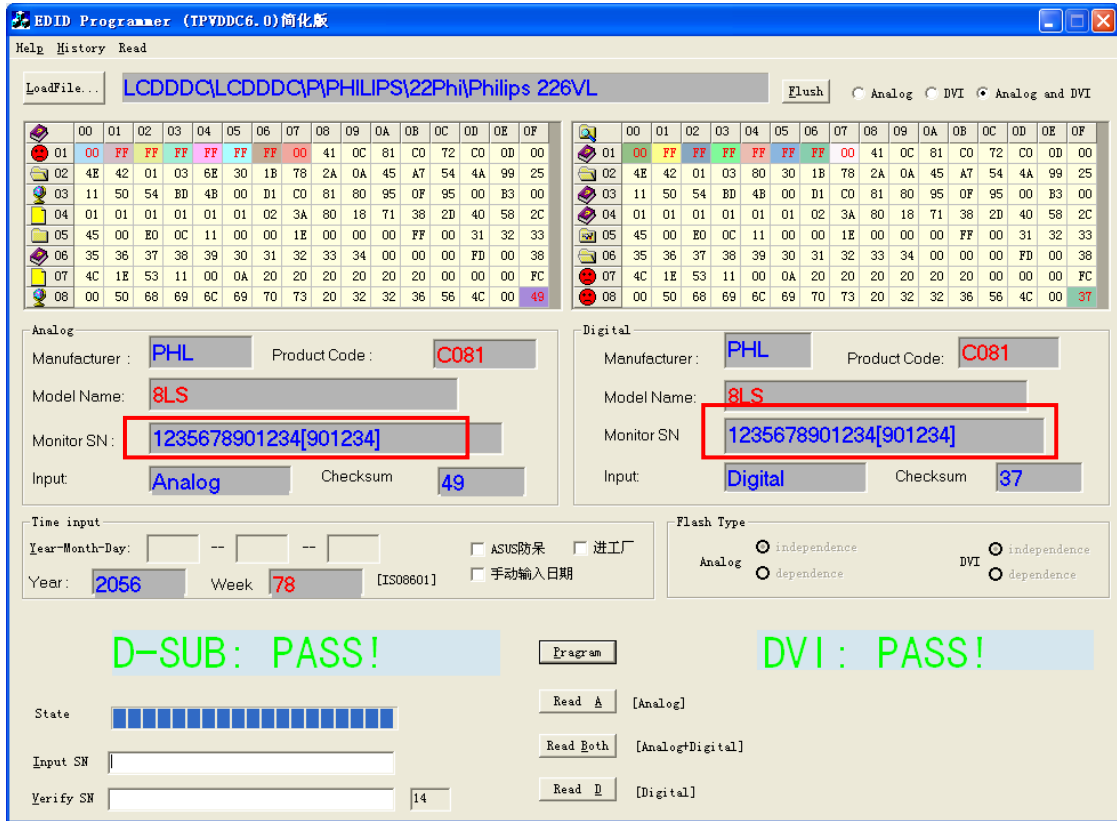 EDID Programmer (TPVDDC6.0)简化版
Help History Read
LoadFile... LCDDDC\LCDDDC\P\PHILIPS\22Phi\Philips 226VL Flush Analog DVI Analog and DVI
00 01 02 03 04 05 06 07 08 09 0A 0B 0C 0D 0E 0F
01 00 FF FF FF FF FF FF 00 41 0C 81 C0 72 C0 0D 00
02 4E 42 01 03 6E 30 1B 78 2A 0A 45 A7 54 4A 99 25
03 11 50 54 BD 4B 00 D1 C0 81 80 95 0F 95 00 B3 00
04 01 01 01 01 01 01 02 3A 80 18 71 38 2D 40 58 2C
05 45 00 E0 0C 11 00 00 1E 00 00 00 FF 00 31 32 33
06 35 36 37 38 39 30 31 32 33 34 00 00 00 FD 00 38
07 4C 1E 53 11 00 0A 20 20 20 20 20 20 00 00 00 FC
08 00 50 68 69 6C 69 70 73 20 32 32 36 56 4C 00 49
00 01 02 03 04 05 06 07 08 09 0A 0B 0C 0D 0E 0F
01 00 FF FF FF FF FF FF 00 41 0C 81 C0 72 C0 0D 00
02 4E 42 01 03 80 30 1B 78 2A 0A 45 A7 54 4A 99 25
03 11 50 54 BD 4B 00 D1 C0 81 80 95 0F 95 00 B3 00
04 01 01 01 01 01 01 02 3A 80 18 71 38 2D 40 58 2C
05 45 00 E0 0C 11 00 00 1E 00 00 00 FF 00 31 32 33
06 35 36 37 38 39 30 31 32 33 34 00 00 00 FD 00 38
07 4C 1E 53 11 00 0A 20 20 20 20 20 20 00 00 00 FC
08 00 50 68 69 6C 69 70 73 20 32 32 36 56 4C 00 37
Analog
Manufacturer : PHL Product Code : C081
Model Name: 8LS
Monitor SN : 1235678901234[901234]
Input: Analog Checksum 49
Digital
Manufacturer : PHL Product Code: C081
Model Name: 8LS
Monitor SN 1235678901234[901234]
Input: Digital Checksum 37
Time input
Year-Month-Day: -- -- ASUS防呆 进工厂
Year: 2056 Week 78 [ISO8601] 手动输入日期
Flash Type
Analog independence dependence
DVI independence dependence
D-SUB: PASS! Program DVI: PASS!
State
Read A [Analog]
Read Both [Analog+Digital]
Input SN
Verify SN 14
Read D [Digital]